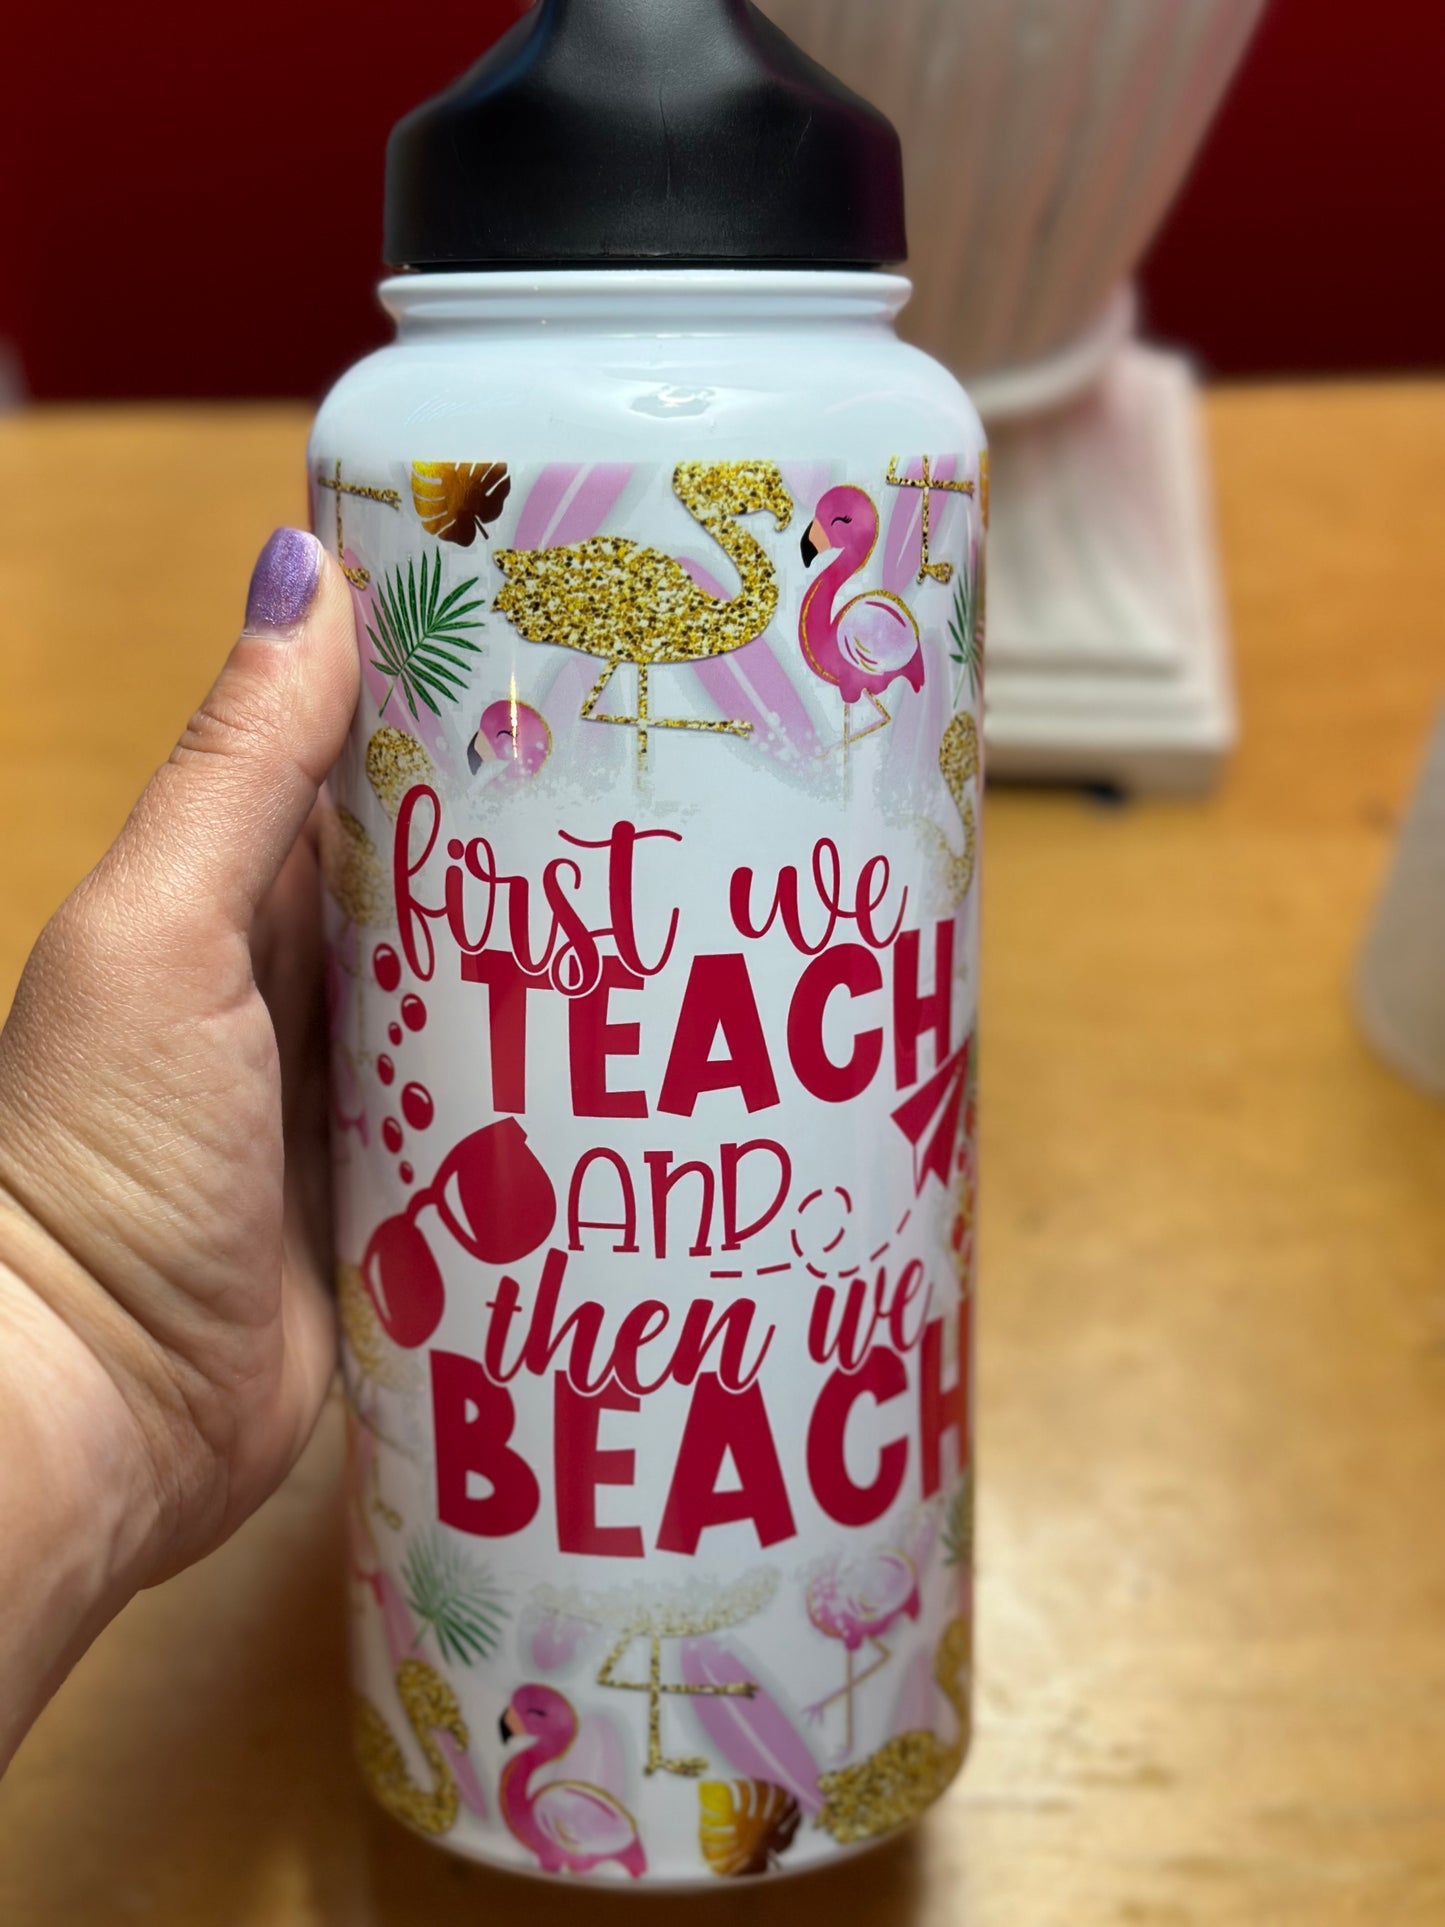 first we
TEACH
AND
then we
BEACH